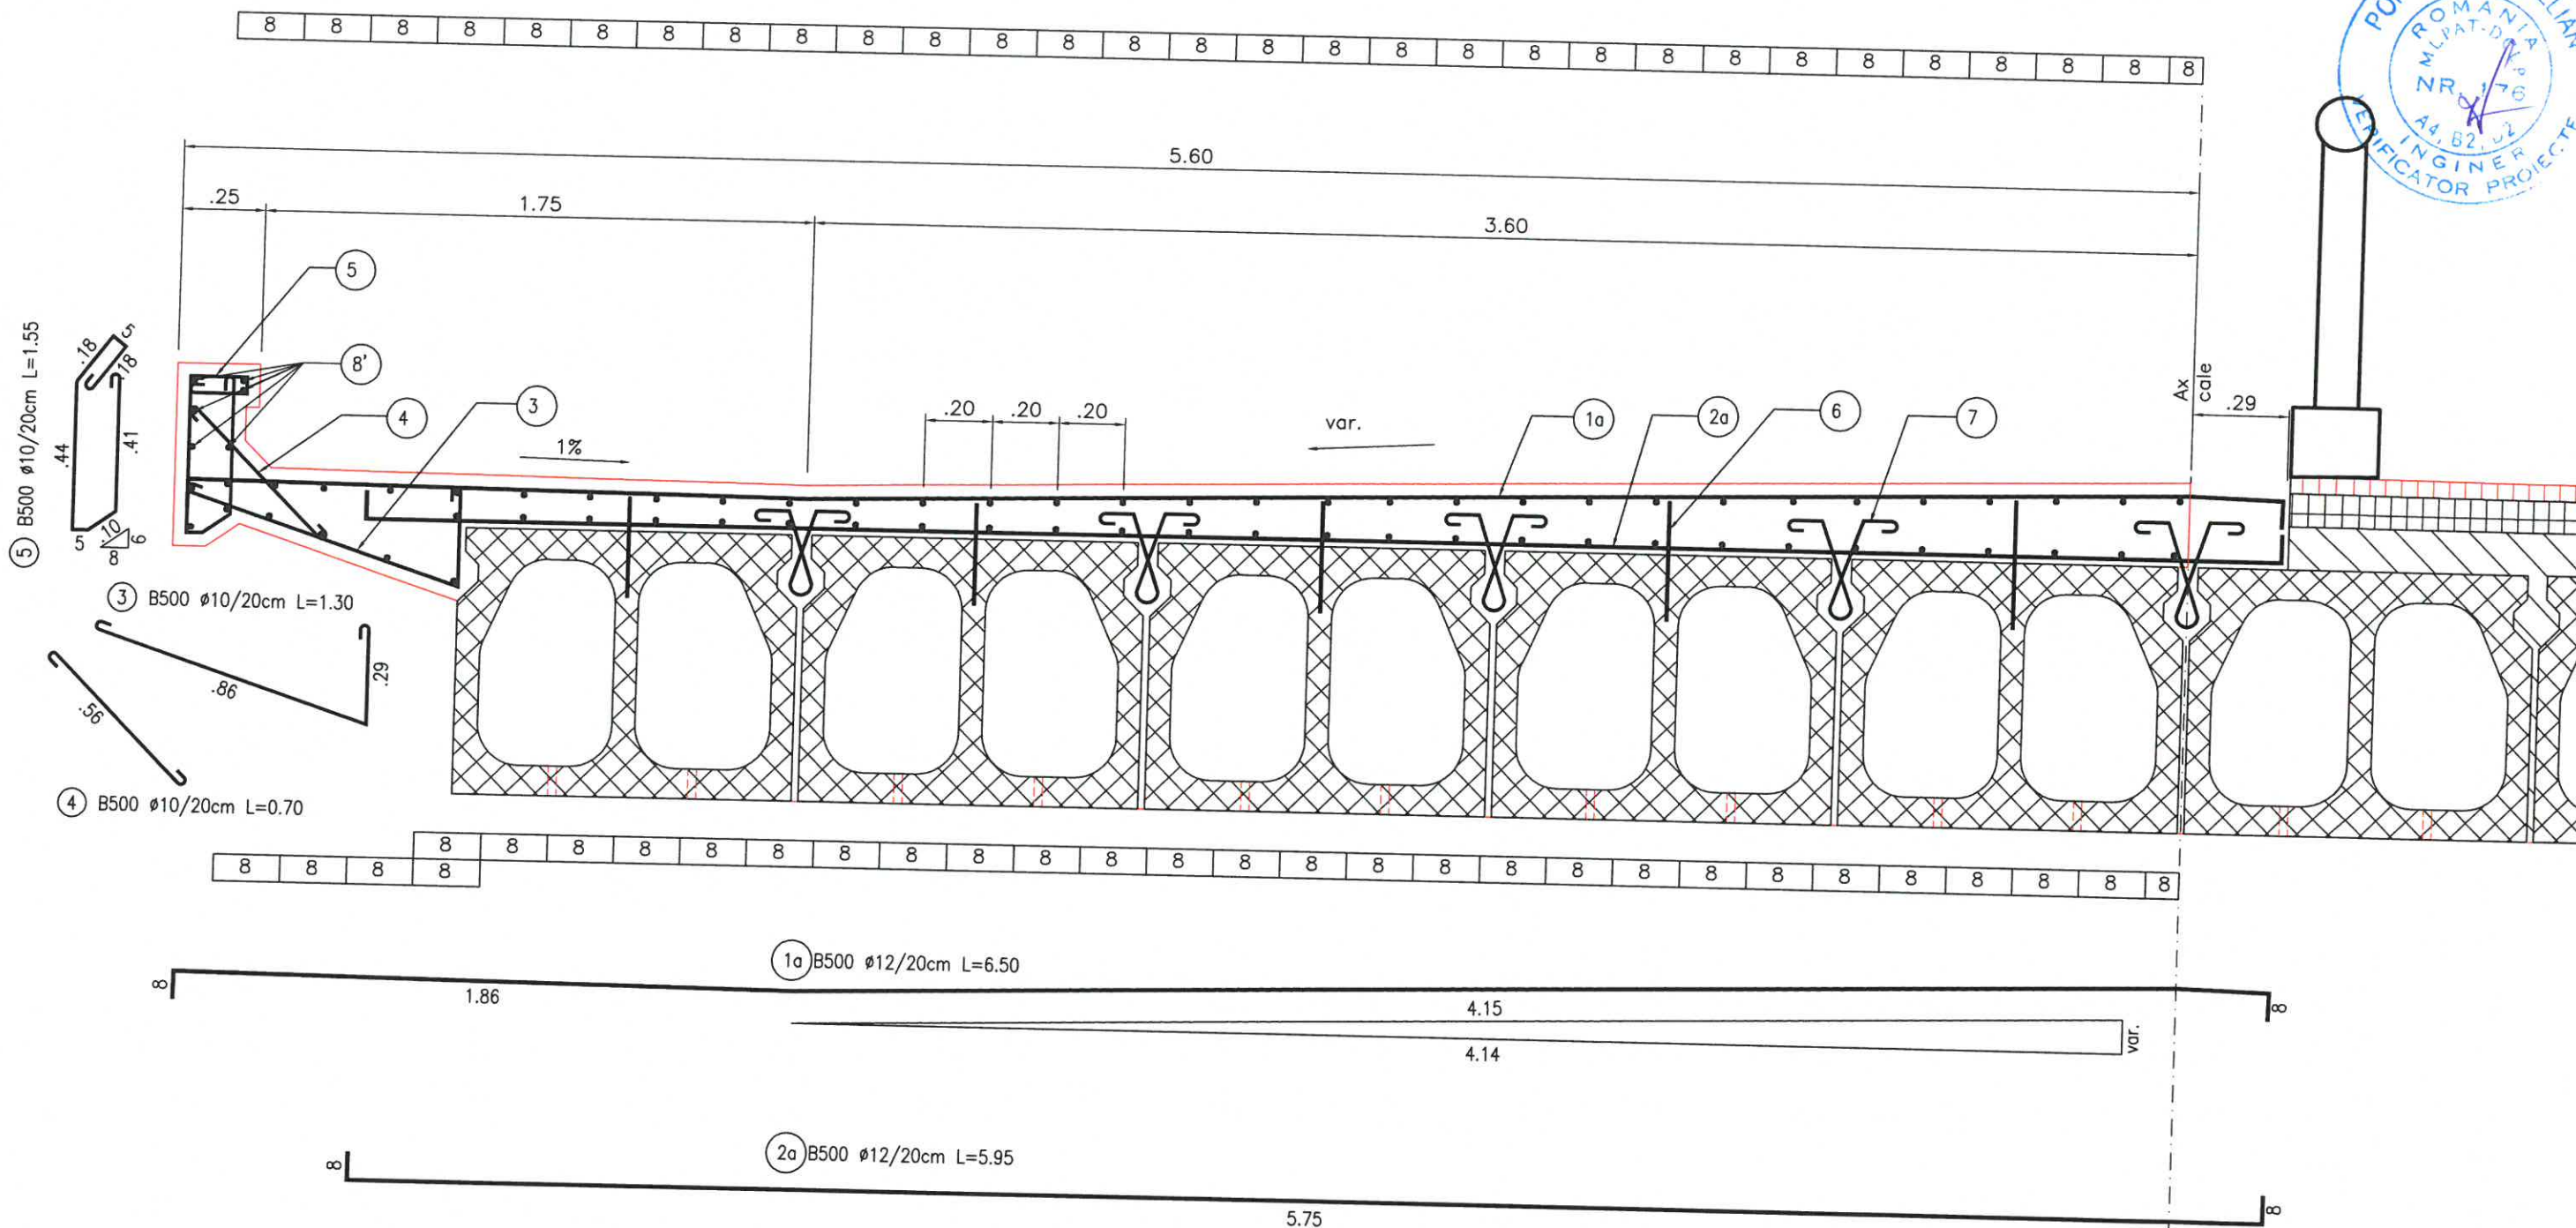 8 8 8 8 8 8 8 8 8 8 8 8 8 8 8 8 8 8 8 8 8 8 8 8 8 8 8 8 8 8
ROMANIA
MLPAT-D
NR. 176
A4, B2, D2
INGINER
VERIFICATOR PROIECTE
5.60
.25
1.75
3.60
5
8'
4
3
1%
.20
.20
.20
var.
1a
2a
6
7
Ax
cale
.29
5 B500 ø10/20cm L=1.55
.18
5
.18
.44
.41
5
.10
6
8
3 B500 ø10/20cm L=1.30
.86
.29
.56
4 B500 ø10/20cm L=0.70
8 8 8 8 8 8 8 8 8 8 8 8 8 8 8 8 8 8 8 8 8 8 8 8 8 8 8
8 8 8 8
1a B500 ø12/20cm L=6.50
8
1.86
4.15
8
4.14
var.
2a B500 ø12/20cm L=5.95
8
5.75
8